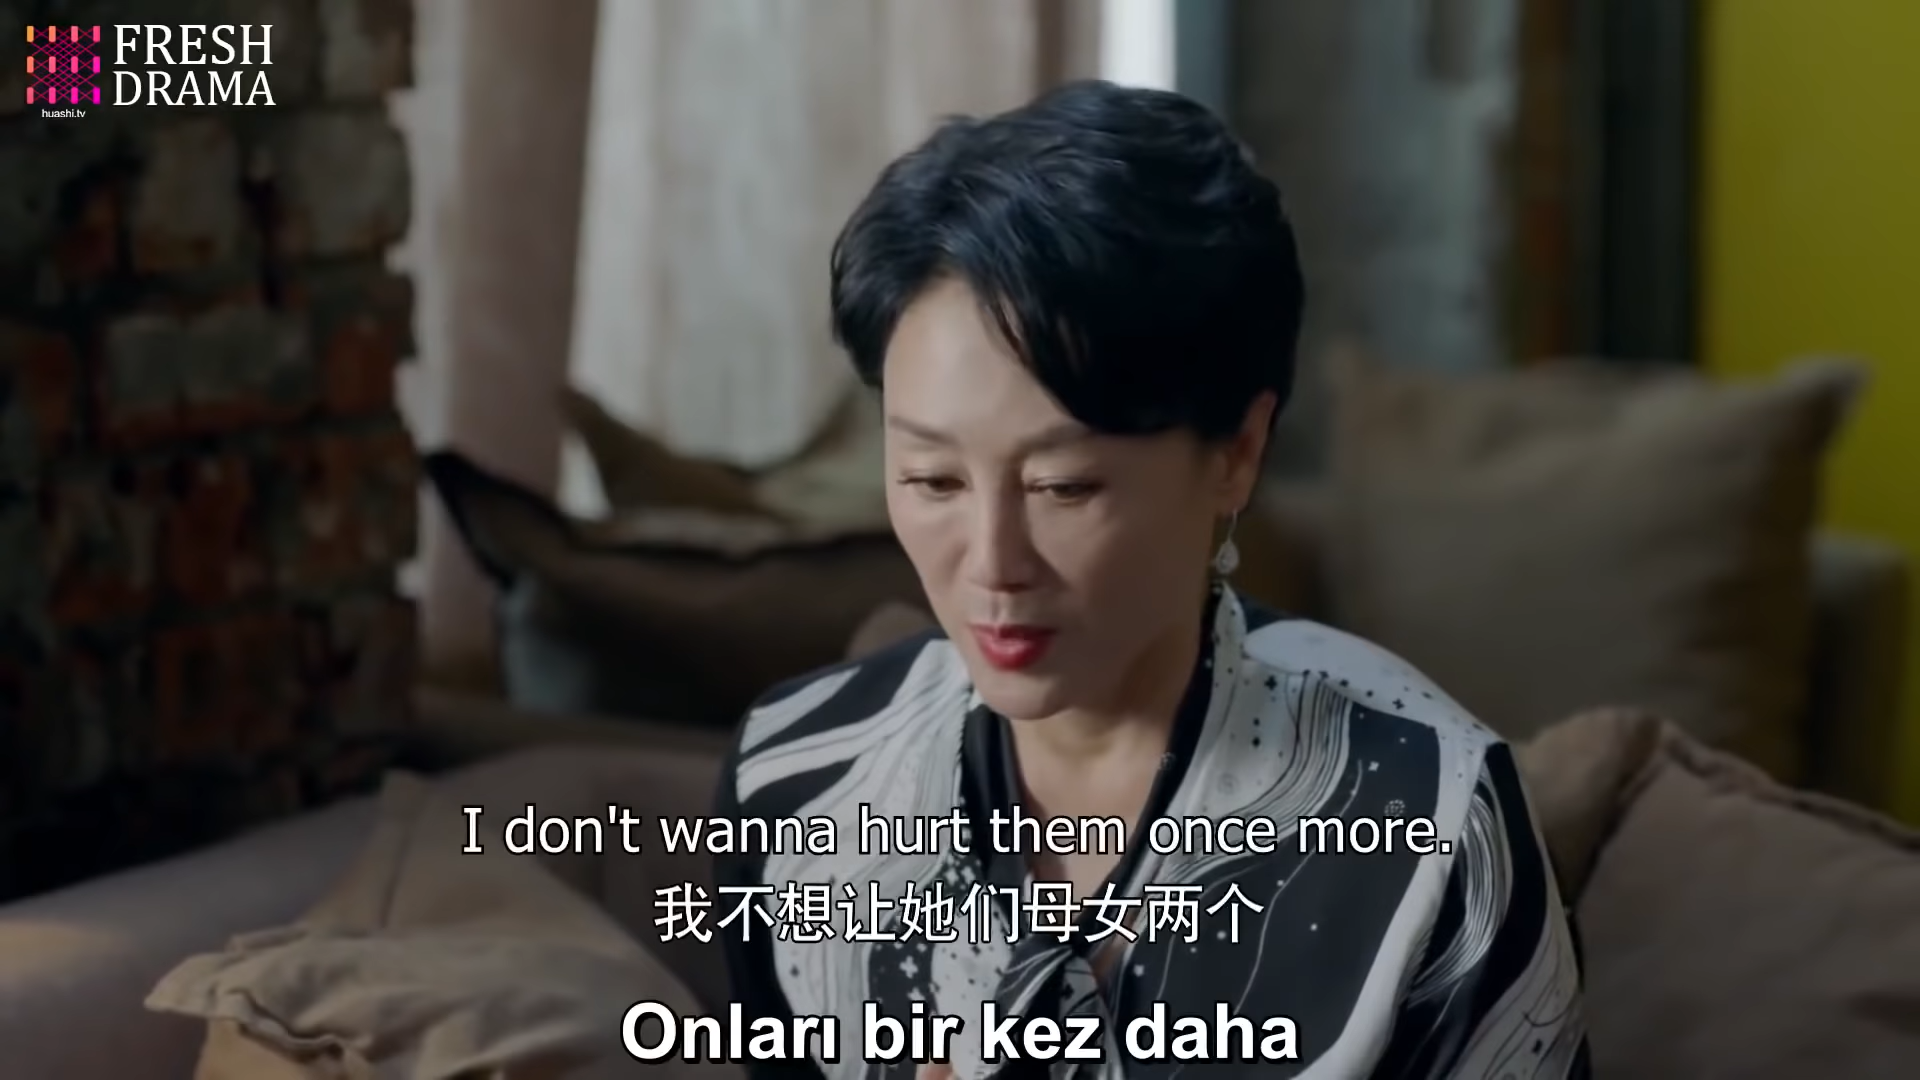 FRESH
DRAMA
huashi.tv
I don't wanna hurt them once more.
我不想让她们母女两个
Onları bir kez daha